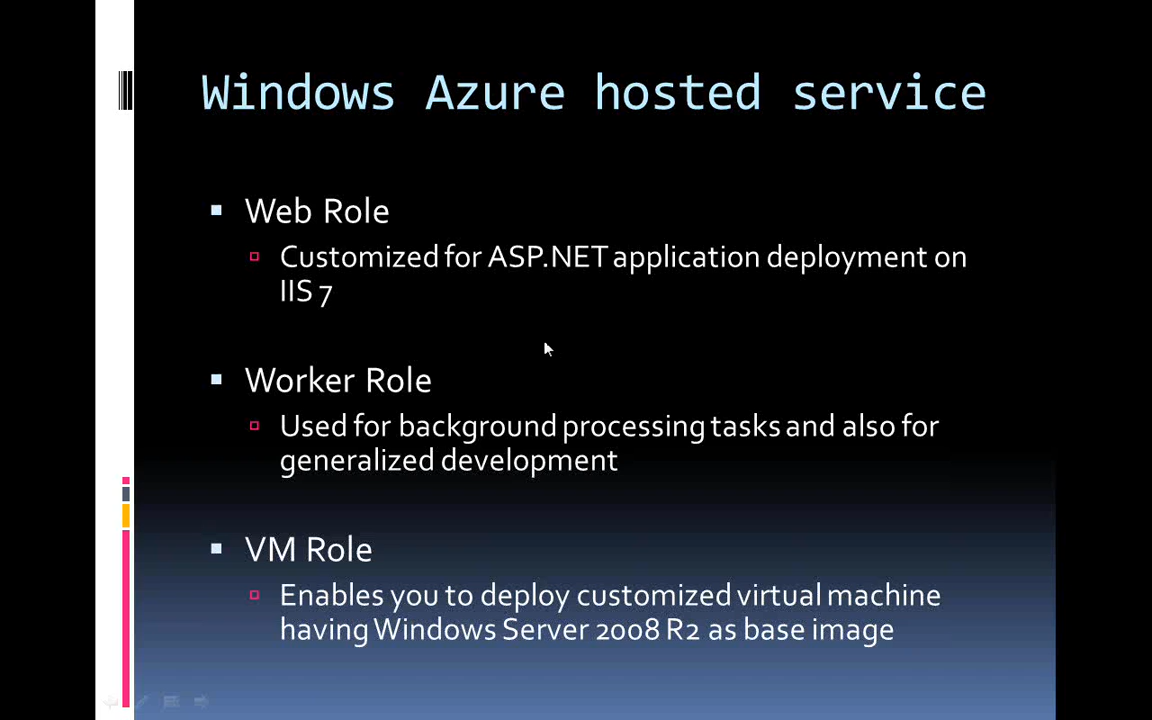 Windows Azure hosted service
Web Role
Customized for ASP.NET application deployment on
IIS 7
Worker Role
Used for background processing tasks and also for
generalized development
VM Role
Enables you to deploy customized virtual machine
having Windows Server 2008 R2 as base image